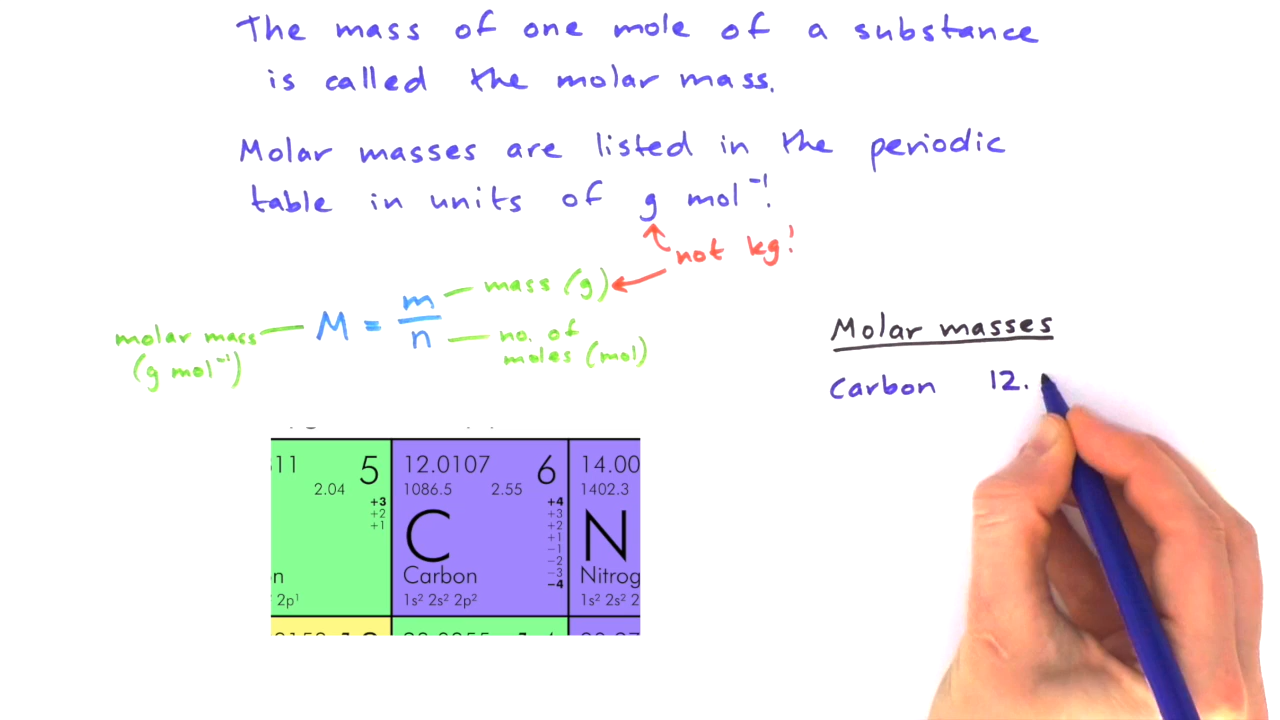 The mass of one mole of a substance
is called the molar mass.
Molar masses are listed in the periodic
table in units of g mol⁻¹.
not kg!
M = m/n
mass (g)
molar mass
(g mol⁻¹)
no. of
moles (mol)
Molar masses
Carbon 12.
11 5
2.04
+3
+2
+1
n
2p¹
12.0107 6
1086.5 2.55
+4
+3
+2
+1
−1
−2
−3
−4
C
Carbon
1s² 2s² 2p²
14.00
1402.3
N
Nitrog
1s² 2s² 2